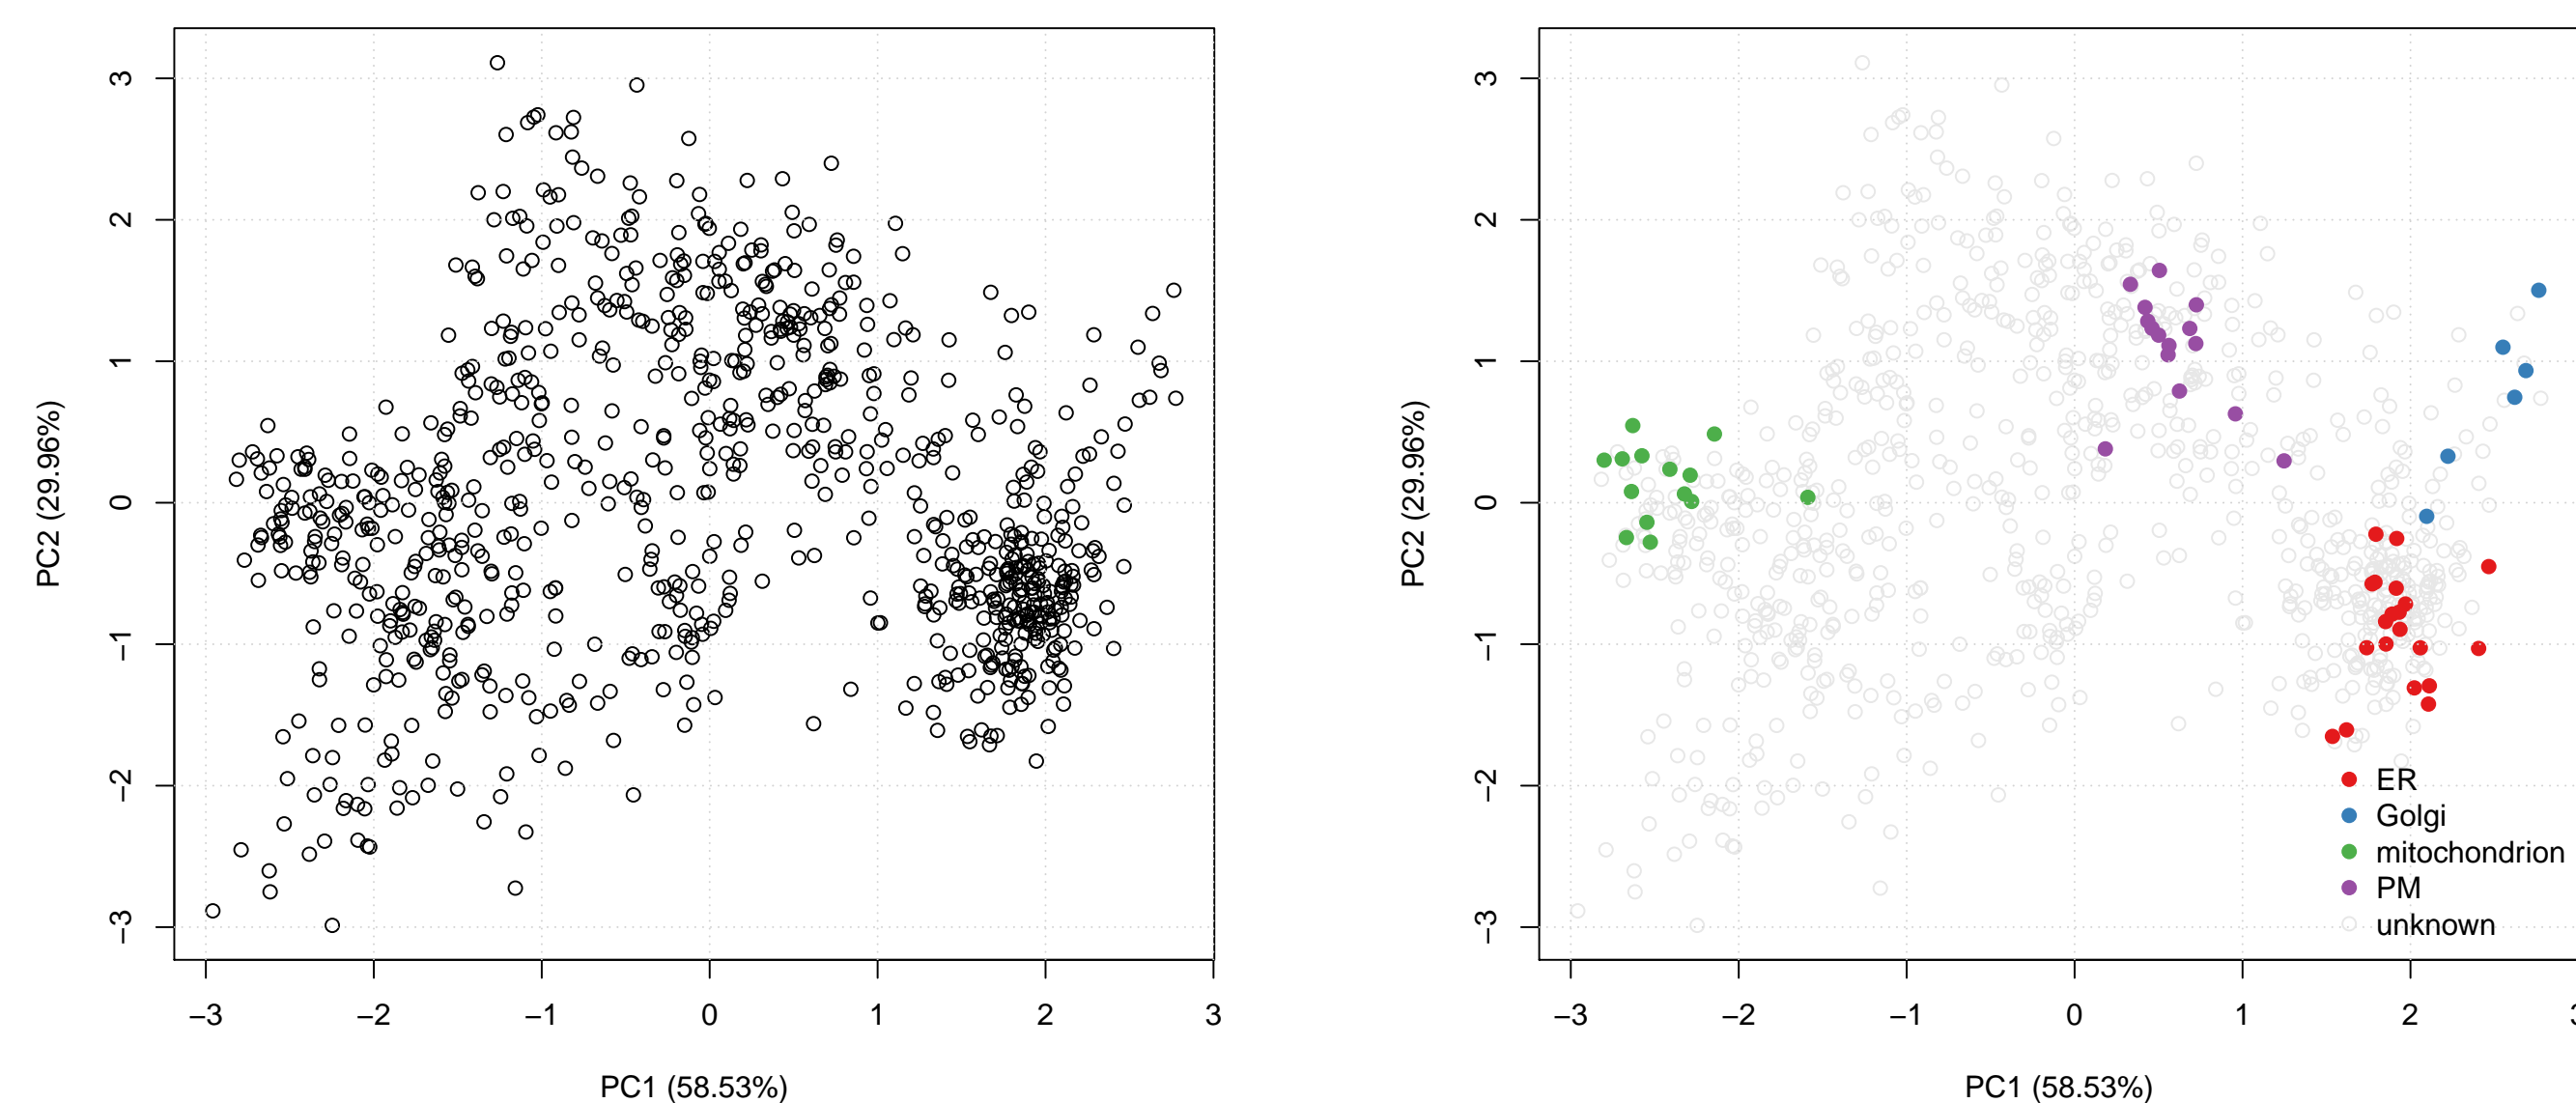 3
2
1
0
−1
−2
−3
PC2 (29.96%)
−3 −2 −1 0 1 2 3
PC1 (58.53%)
3
2
1
0
−1
−2
−3
PC2 (29.96%)
ER
Golgi
mitochondrion
PM
unknown
−3 −2 −1 0 1 2
PC1 (58.53%)